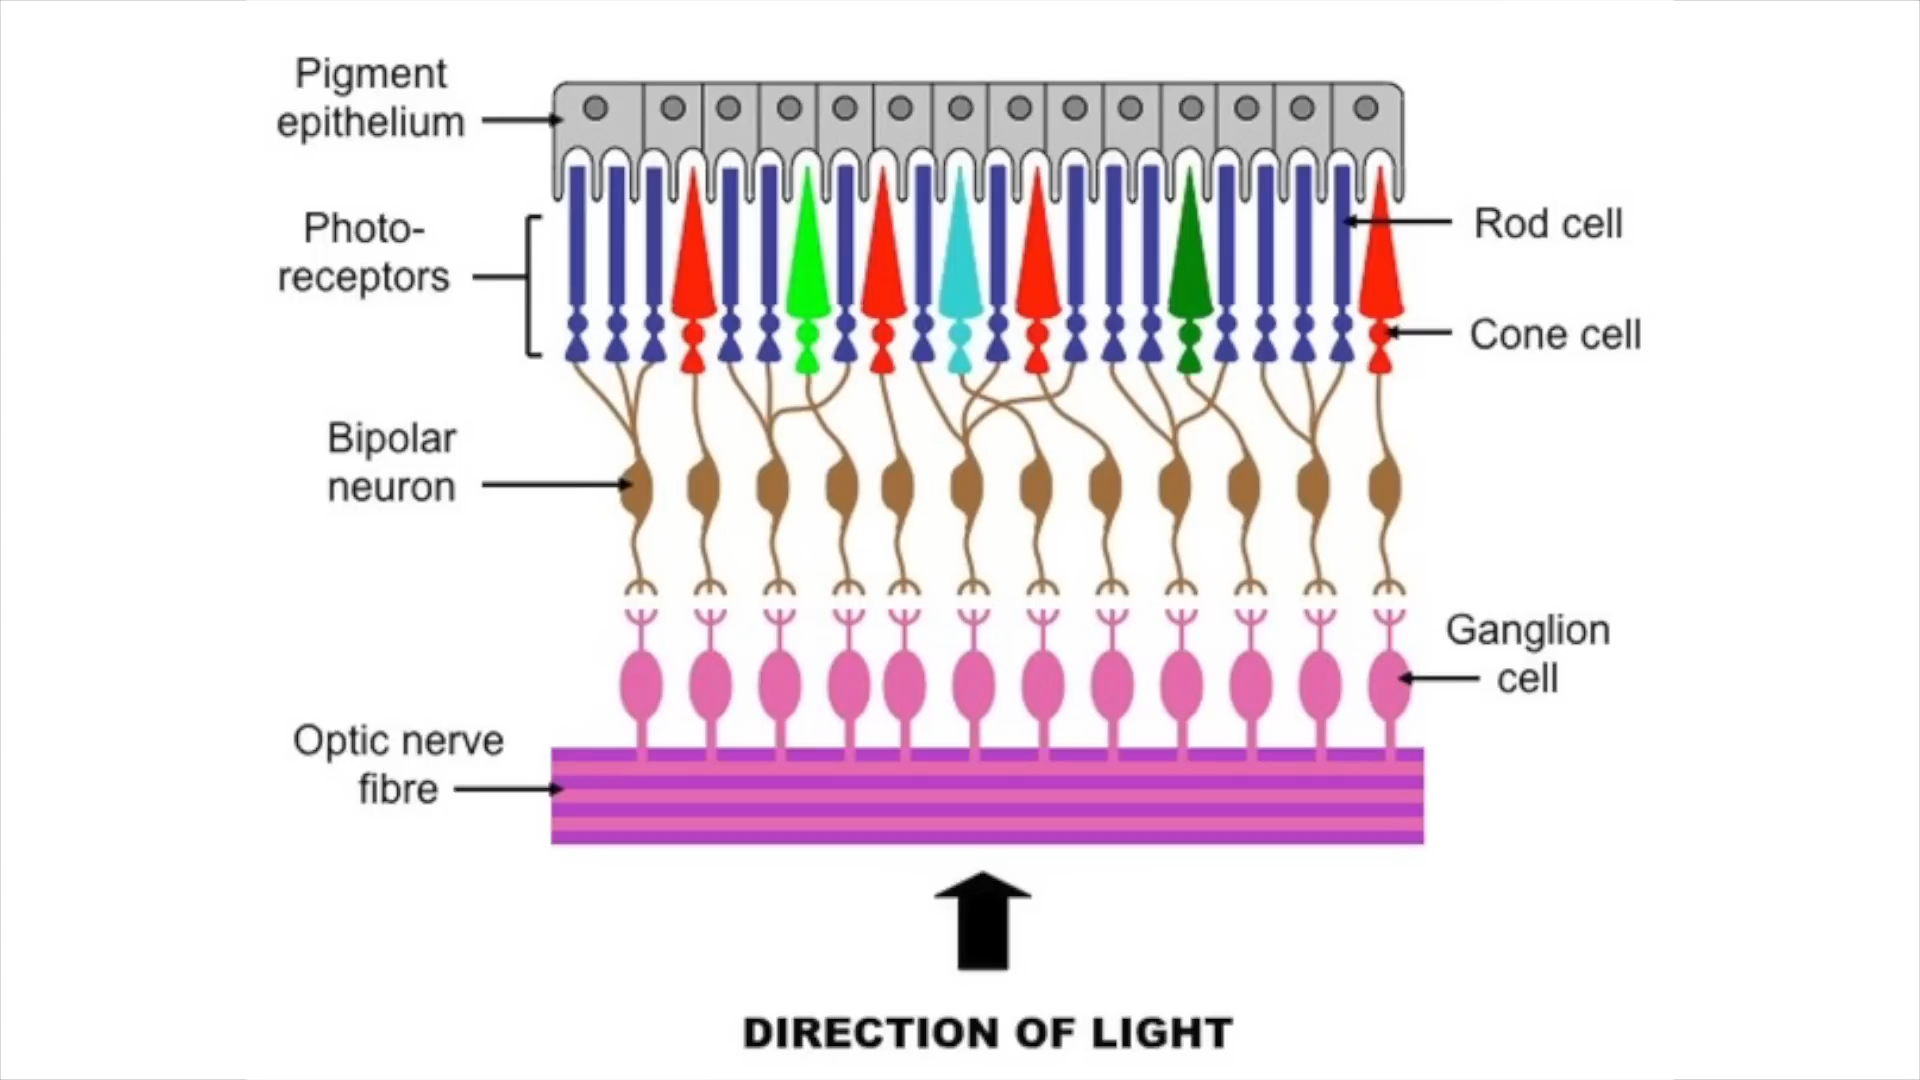 Pigment
epithelium
Photo-
receptors
Rod cell
Cone cell
Bipolar
neuron
Ganglion
cell
Optic nerve
fibre
DIRECTION OF LIGHT